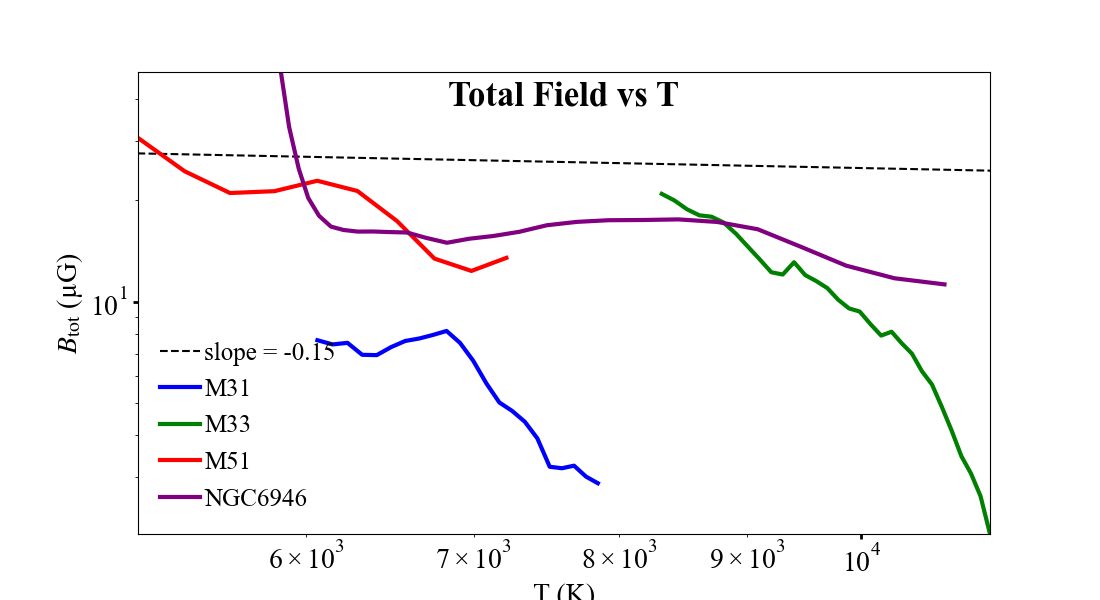 Total Field vs T
B_tot (μG)
10^1
slope = -0.15
M31
M33
M51
NGC6946
6 × 10^3
7 × 10^3
8 × 10^3
9 × 10^3
10^4
T (K)